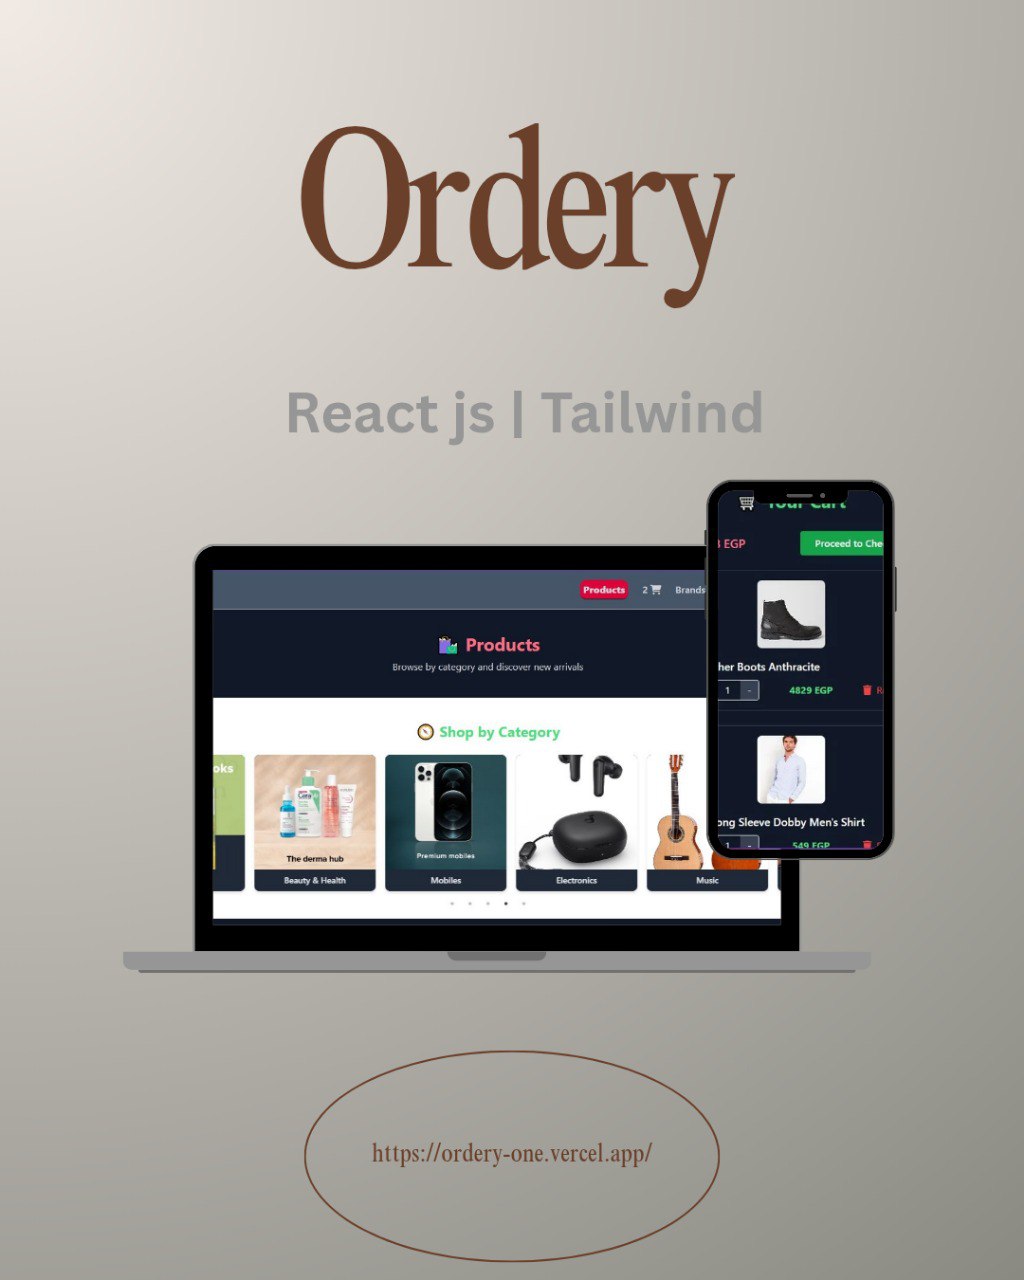 Ordery
React js | Tailwind
Your Cart
EGP
Proceed to Che
her Boots Anthracite
1 -
4829 EGP
ong Sleeve Dobby Men's Shirt
1 -
549 EGP
Products 2 Brands
Products
Browse by category and discover new arrivals
Shop by Category
oks
The derma hub
Beauty & Health
Premium mobiles
Mobiles
Electronics
Music
https://ordery-one.vercel.app/